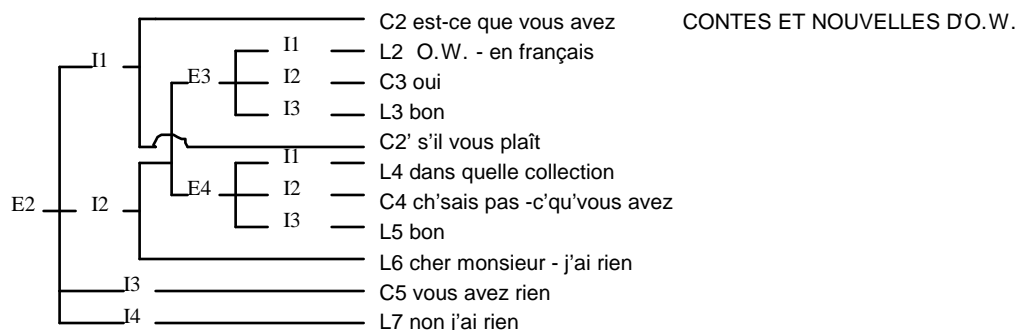 C2 est-ce que vous avez CONTES ET NOUVELLES D'O.W.
I1 L2 O.W. - en français
I1 E3 I2 C3 oui
I3 L3 bon
C2' s'il vous plaît
I1 L4 dans quelle collection
E2 I2 E4 I2 C4 ch'sais pas -c'qu'vous avez
I3 L5 bon
L6 cher monsieur - j'ai rien
I3 C5 vous avez rien
I4 L7 non j'ai rien